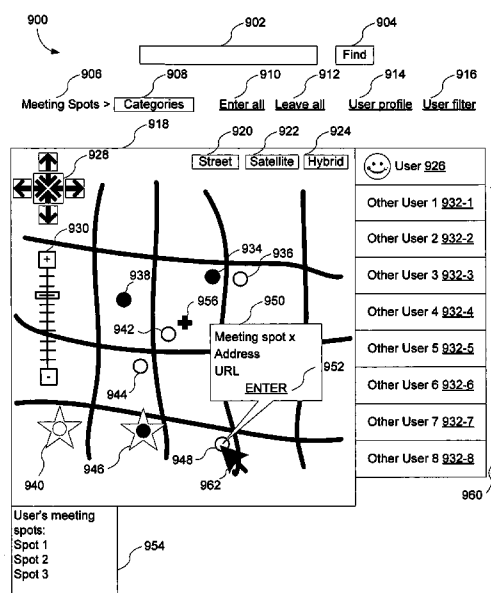 900
902
904
Find
906
908
910
912
914
916
Meeting Spots > Categories Enter all Leave all User profile User filter
918
920
922
924
Street Satellite Hybrid
User 926
928
Other User 1 932-1
Other User 2 932-2
930
934
936
Other User 3 932-3
+
938
956
950
Other User 4 932-4
942
Meeting spot x
Address
URL
ENTER
952
Other User 5 932-5
944
Other User 6 932-6
-
Other User 7 932-7
940
946
948
962
Other User 8 932-8
960
User's meeting
spots:
Spot 1
Spot 2
Spot 3
954